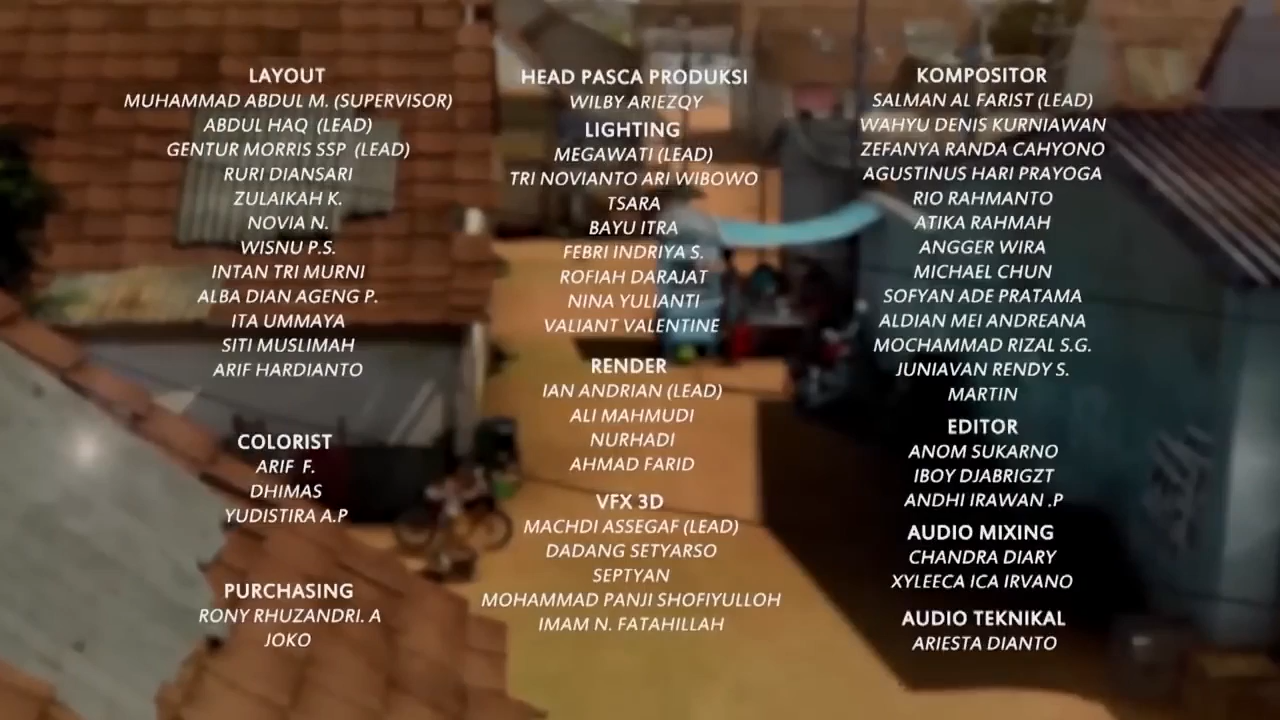 LAYOUT
MUHAMMAD ABDUL M. (SUPERVISOR)
ABDUL HAQ (LEAD)
GENTUR MORRIS SSP (LEAD)
RURI DIANSARI
ZULAIKAH K.
NOVIA N.
WISNU P.S.
INTAN TRI MURNI
ALBA DIAN AGENG P.
ITA UMMAYA
SITI MUSLIMAH
ARIF HARDIANTO
COLORIST
ARIF F.
DHIMAS
YUDISTIRA A.P
PURCHASING
RONY RHUZANDRI. A
JOKO
HEAD PASCA PRODUKSI
WILBY ARIEZQY
LIGHTING
MEGAWATI (LEAD)
TRI NOVIANTO ARI WIBOWO
TSARA
BAYU ITRA
FEBRI INDRIYA S.
ROFIAH DARAJAT
NINA YULIANTI
VALIANT VALENTINE
RENDER
IAN ANDRIAN (LEAD)
ALI MAHMUDI
NURHADI
AHMAD FARID
VFX 3D
MACHDI ASSEGAF (LEAD)
DADANG SETYARSO
SEPTYAN
MOHAMMAD PANJI SHOFIYULLOH
IMAM N. FATAHILLAH
KOMPOSITOR
SALMAN AL FARIST (LEAD)
WAHYU DENIS KURNIAWAN
ZEFANYA RANDA CAHYONO
AGUSTINUS HARI PRAYOGA
RIO RAHMANTO
ATIKA RAHMAH
ANGGER WIRA
MICHAEL CHUN
SOFYAN ADE PRATAMA
ALDIAN MEI ANDREANA
MOCHAMMAD RIZAL S.G.
JUNIAVAN RENDY S.
MARTIN
EDITOR
ANOM SUKARNO
IBOY DJABRIGZT
ANDHI IRAWAN .P
AUDIO MIXING
CHANDRA DIARY
XYLEECA ICA IRVANO
AUDIO TEKNIKAL
ARIESTA DIANTO